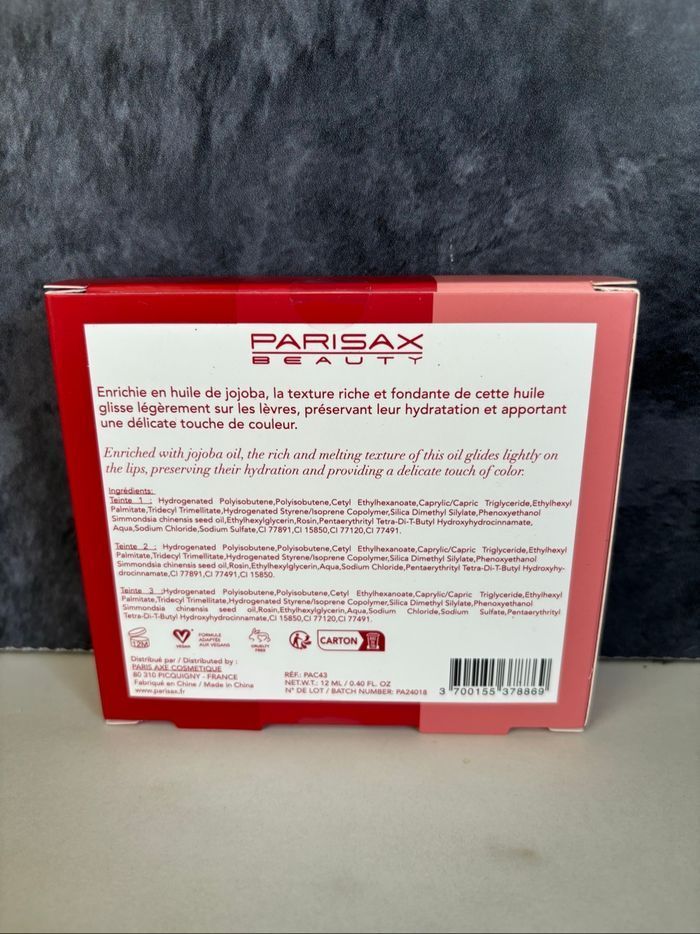 PARISAX
BEAUTY
Enrichie en huile de jojoba, la texture riche et fondante de cette huile
glisse légèrement sur les lèvres, préservant leur hydratation et apportant
une délicate touche de couleur.
Enriched with jojoba oil, the rich and melting texture of this oil glides lightly on
the lips, preserving their hydration and providing a delicate touch of color.
Ingrédients:
Teinte 1 : Hydrogenated Polyisobutene,Polyisobutene,Cetyl Ethylhexanoate,Caprylic/Capric Triglyceride,Ethylhexyl
Palmitate,Tridecyl Trimellitate,Hydrogenated Styrene/Isoprene Copolymer,Silica Dimethyl Silylate,Phenoxyethanol
Simmondsia chinensis seed oil,Ethylhexylglycerin,Rosin,Pentaerythrityl Tetra-Di-T-Butyl Hydroxyhydrocinnamate,
Aqua,Sodium Chloride,Sodium Sulfate,CI 77891,CI 15850,CI 77120,CI 77491.
Teinte 2 : Hydrogenated Polyisobutene,Polyisobutene,Cetyl Ethylhexanoate,Caprylic/Capric Triglyceride,Ethylhexyl
Palmitate,Tridecyl Trimellitate,Hydrogenated Styrene/Isoprene Copolymer,Silica Dimethyl Silylate,Phenoxyethanol
Simmondsia chinensis seed oil,Rosin,Ethylhexylglycerin,Aqua,Sodium Chloride,Pentaerythrityl Tetra-Di-T-Butyl Hydroxyhy-
drocinnamate,CI 77891,CI 77491,CI 15850.
Teinte 3 :Hydrogenated Polyisobutene,Polyisobutene,Cetyl Ethylhexanoate,Caprylic/Capric Triglyceride,Ethylhexyl
Palmitate,Tridecyl Trimellitate,Hydrogenated Styrene/Isoprene Copolymer,Silica Dimethyl Silylate,Phenoxyethanol
Simmondsia chinensis seed oil,Rosin,Ethylhexylglycerin,Aqua,Sodium Chloride,Sodium Sulfate,Pentaerythrityl
Tetra-Di-T-Butyl Hydroxyhydrocinnamate,CI 15850,CI 77120,CI 77491.
12M
VEGAN
FORMULE
ADAPTÉE
AUX VEGANS
CRUELTY
FREE
CARTON
Distribué par / Distributed by :
PARIS AXE COSMETIQUE
80 310 PICQUIGNY - FRANCE
Fabriqué en Chine / Made in China
www.parisax.fr
RÉF.: PAC43
NET.WT.: 12 ML / 0.40 FL. OZ
N° DE LOT / BATCH NUMBER: PA24018
3 700155 378869